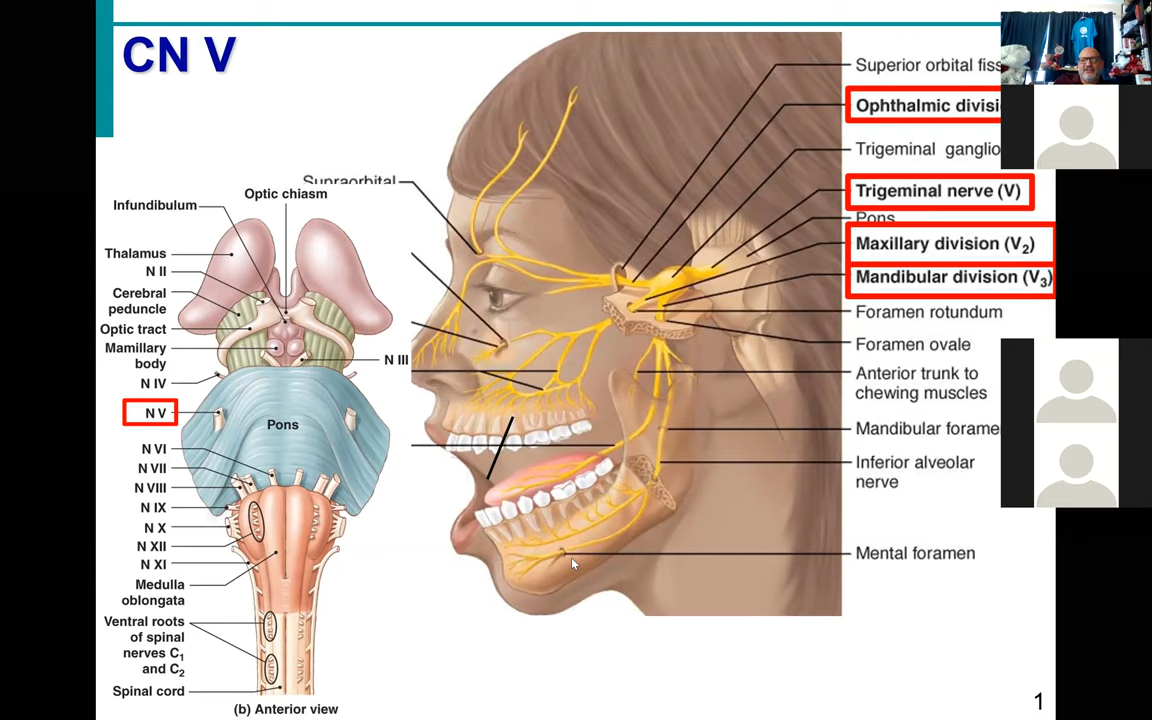 CN V
Supraorbital
Optic chiasm
Infundibulum
Thalamus
N II
Cerebral
peduncle
Optic tract
Mamillary
body
N III
N IV
N V
Pons
N VI
N VII
N VIII
N IX
N X
N XII
N XI
Medulla
oblongata
Ventral roots
of spinal
nerves C₁
and C₂
Spinal cord
(b) Anterior view
Superior orbital fiss
Ophthalmic divisi
Trigeminal ganglio
Trigeminal nerve (V)
Pons
Maxillary division (V₂)
Mandibular division (V₃)
Foramen rotundum
Foramen ovale
Anterior trunk to
chewing muscles
Mandibular forame
Inferior alveolar
nerve
Mental foramen
1